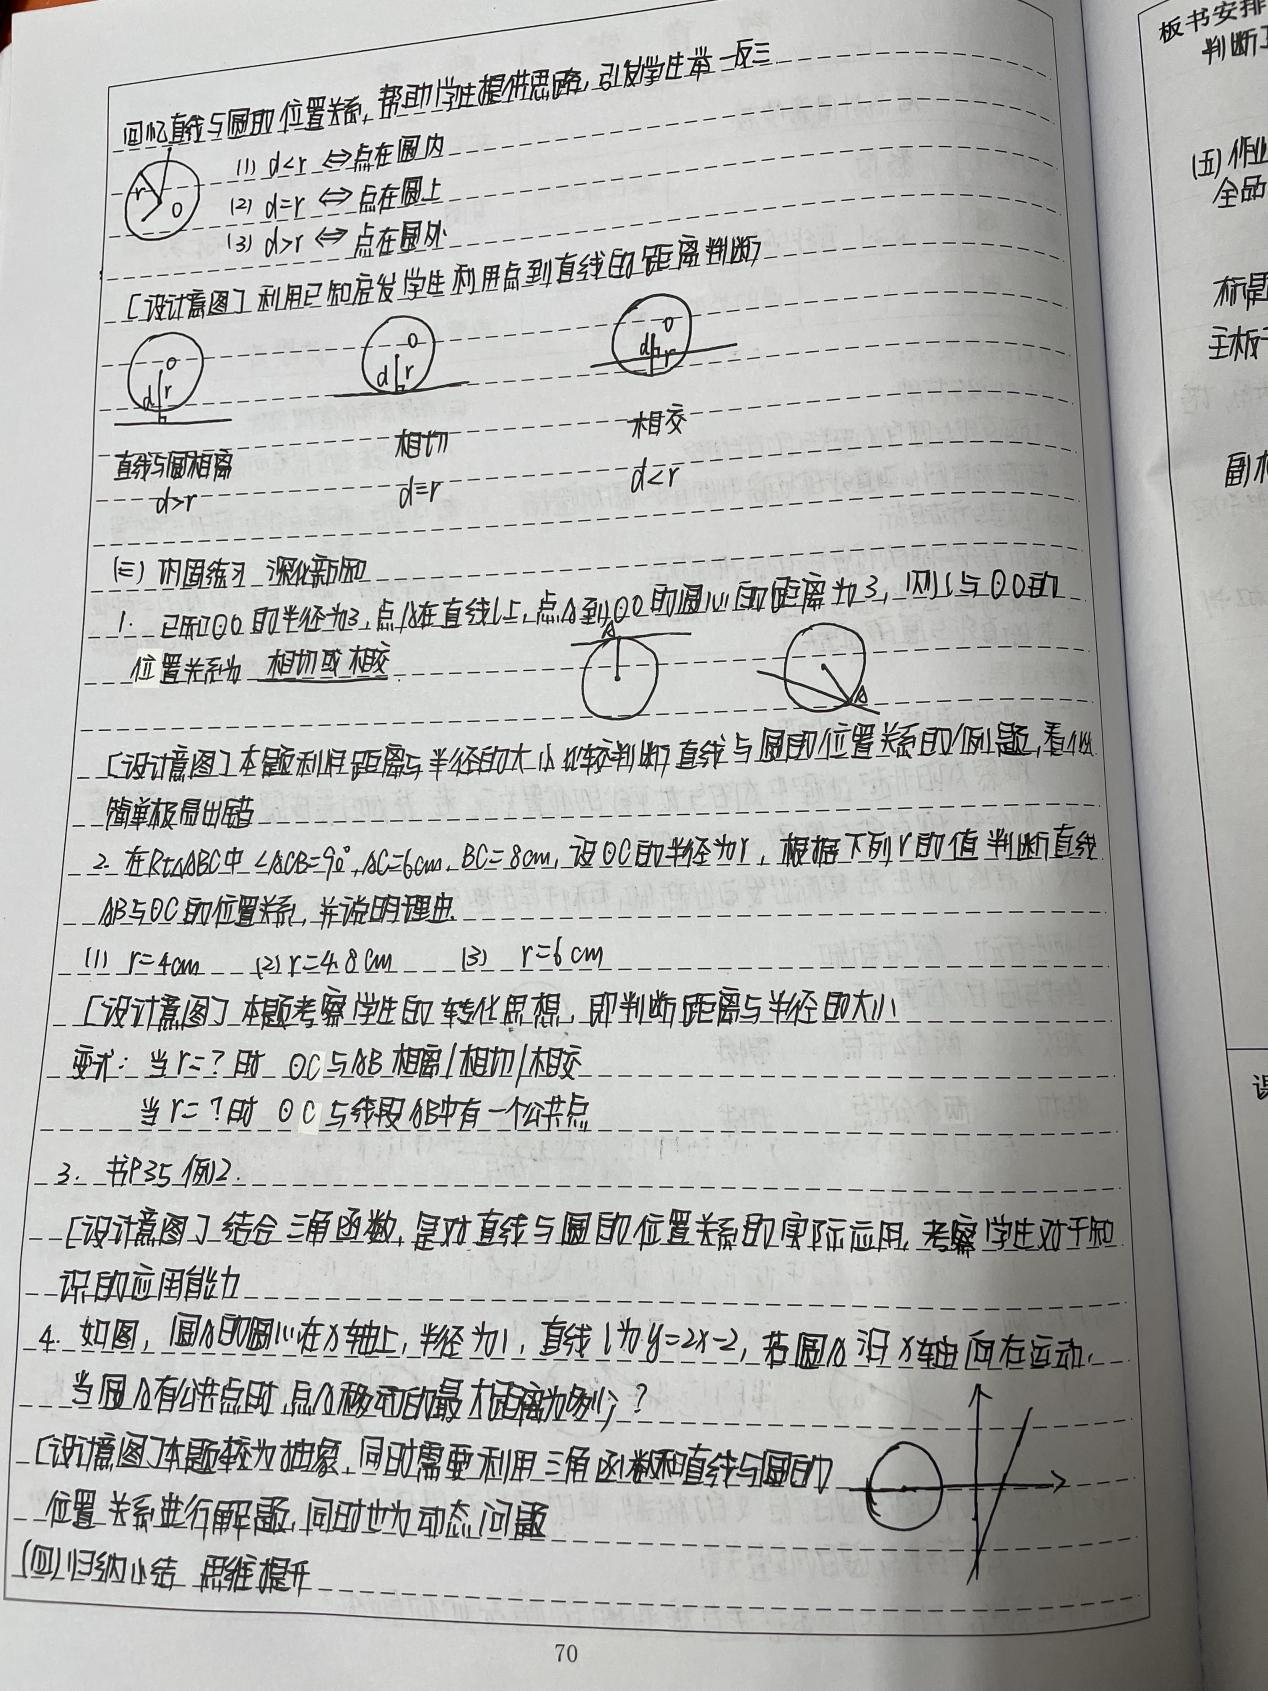 回忆直线与圆的位置关系,帮助学生提供思路,引发学生举一反三
r
O
(1) d<r ⇔点在圆内
(2) d=r ⇔点在圆上
(3) d>r ⇔点在圆外
[设计意图]利用已知启发学生利用点到直线的距离判断
O
d r
O
d r
O
d r
直线与圆相离
相切
相交
d>r
d=r
d<r
(三) 巩固练习 深化新知
1. 已知⊙O的半径为3,点A在直线l上,点A到⊙O的圆心的距离为3,则l与⊙O的
位置关系为 相切或相交.
A
A
[设计意图]本题利用距离与半径的大小比较判断直线与圆的位置关系的例题,看似
简单极易出错
2. 在Rt△ABC中∠ACB=90°,AC=6cm,BC=8cm,设⊙C的半径为r,根据下列r的值判断直线
AB与⊙C的位置关系,并说明理由.
(1) r=4cm (2) r=4.8cm (3) r=6cm
[设计意图]本题考察学生的转化思想,即判断距离与半径的大小
变式:当r=?时 ⊙C与AB相离/相切/相交
当r=?时 ⊙C与线段AB中有一个公共点
3. 书P35例2.
[设计意图]结合三角函数,是对直线与圆的位置关系的实际应用,考察学生对于知
识的应用能力
4. 如图,圆A的圆心在x轴上,半径为1,直线l为y=2x-2,若圆A沿x轴向右运动.
当圆A有公共点时,点A移动的最大距离为多少?
[设计意图]本题较为抽象,同时需要利用三角函数和直线与圆的
位置关系进行解题,同时也为动态问题
(四)归纳小结 思维提升
70
板书安排
判断
(五)作业
全品
标题
主板
副板
课